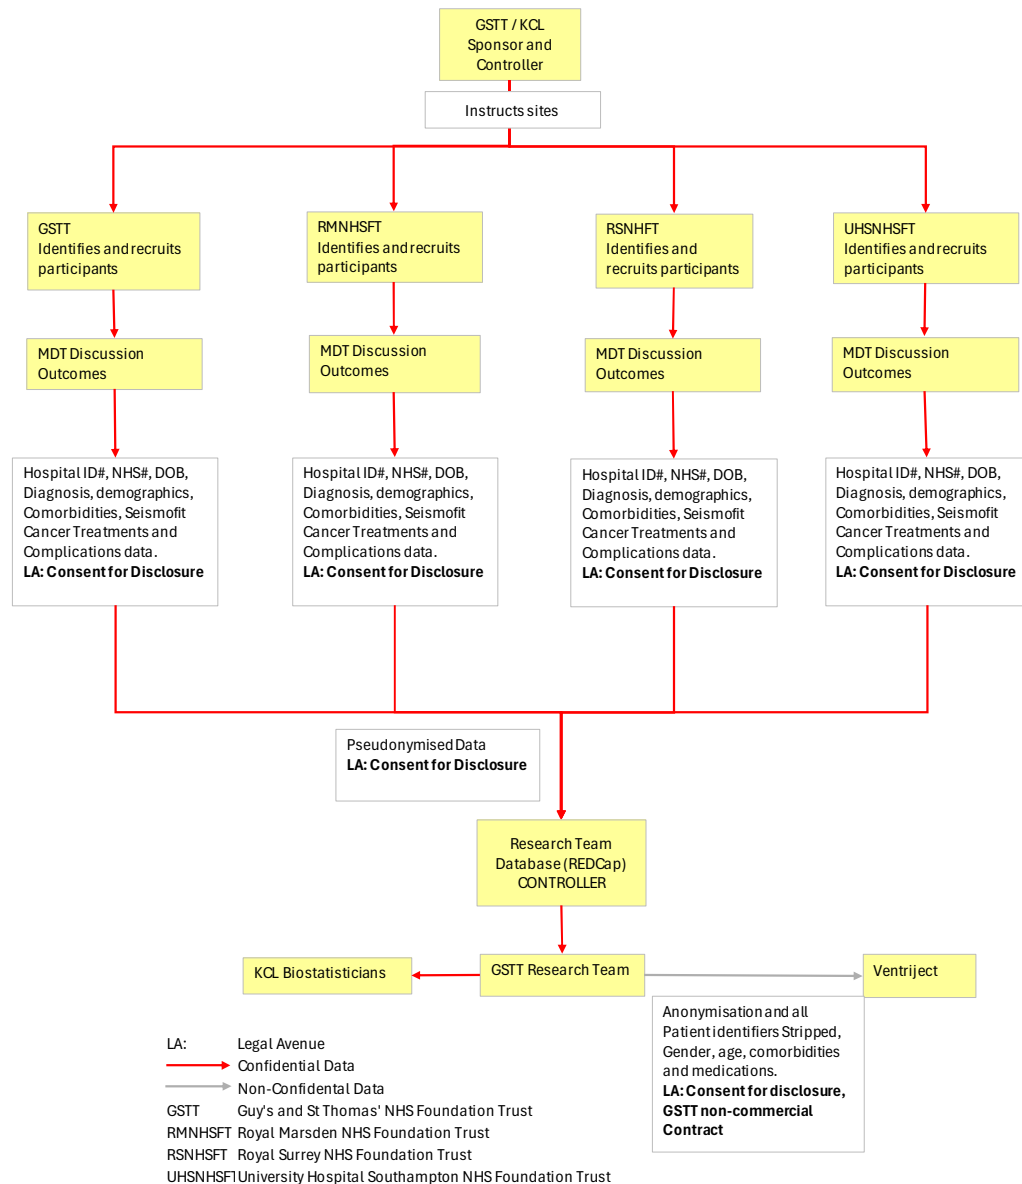 GSTT / KCL
Sponsor and
Controller
Instructs sites
GSTT
Identifies and recruits
participants
RMNHSFT
Identifies and recruits
participants
RSNHFT
Identifies and
recruits participants
UHSNHSFT
Identifies and recruits
participants
MDT Discussion
Outcomes
MDT Discussion
Outcomes
MDT Discussion
Outcomes
MDT Discussion
Outcomes
Hospital ID#, NHS#, DOB,
Diagnosis, demographics,
Comorbidities, Seismofit
Cancer Treatments and
Complications data.
LA: Consent for Disclosure
Hospital ID#, NHS#, DOB,
Diagnosis, demographics,
Comorbidities, Seismofit
Cancer Treatments and
Complications data.
LA: Consent for Disclosure
Hospital ID#, NHS#, DOB,
Diagnosis, demographics,
Comorbidities, Seismofit
Cancer Treatments and
Complications data.
LA: Consent for Disclosure
Hospital ID#, NHS#, DOB,
Diagnosis, demographics,
Comorbidities, Seismofit
Cancer Treatments and
Complications data.
LA: Consent for Disclosure
Pseudonymised Data
LA: Consent for Disclosure
Research Team
Database (REDCap)
CONTROLLER
KCL Biostatisticians
GSTT Research Team
Ventriject
Anonymisation and all
Patient identifiers Stripped,
Gender, age, comorbidities
and medications.
LA: Consent for disclosure,
GSTT non-commercial
Contract
LA: Legal Avenue
Confidential Data
Non-Confidental Data
GSTT Guy's and St Thomas' NHS Foundation Trust
RMNHSFT Royal Marsden NHS Foundation Trust
RSNHSFT Royal Surrey NHS Foundation Trust
UHSNHSFT University Hospital Southampton NHS Foundation Trust